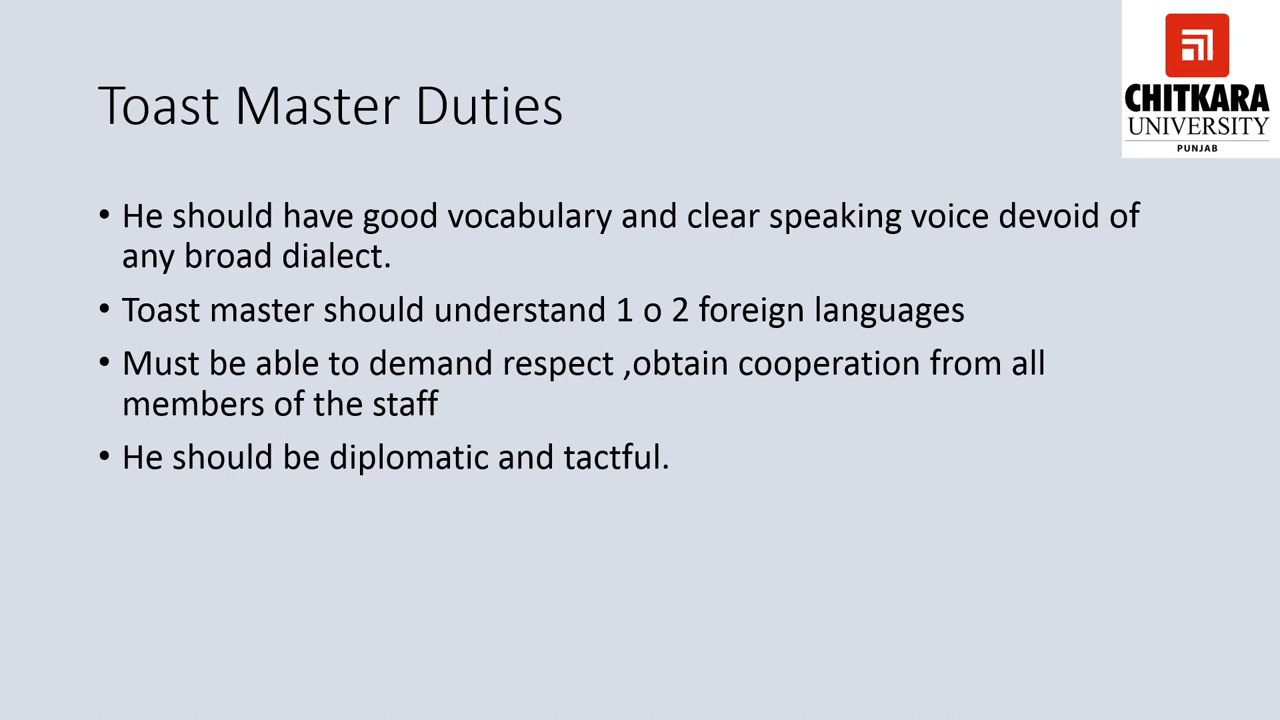 Toast Master Duties
CHITKARA
UNIVERSITY
PUNJAB
• He should have good vocabulary and clear speaking voice devoid of
any broad dialect.
• Toast master should understand 1 o 2 foreign languages
• Must be able to demand respect ,obtain cooperation from all
members of the staff
• He should be diplomatic and tactful.